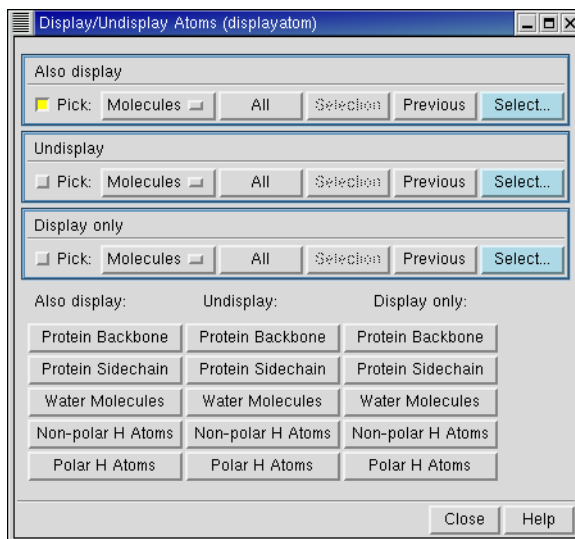 Display/Undisplay Atoms (displayatom)
Also display
Pick: Molecules All Selection Previous Select...
Undisplay
Pick: Molecules All Selection Previous Select...
Display only
Pick: Molecules All Selection Previous Select...
Also display: Undisplay: Display only:
Protein Backbone Protein Backbone Protein Backbone
Protein Sidechain Protein Sidechain Protein Sidechain
Water Molecules Water Molecules Water Molecules
Non-polar H Atoms Non-polar H Atoms Non-polar H Atoms
Polar H Atoms Polar H Atoms Polar H Atoms
Close Help